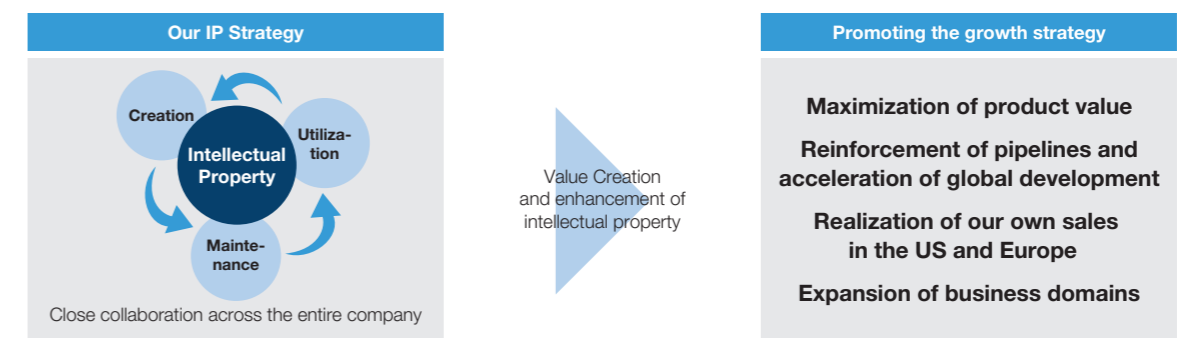 Our IP Strategy
Creation
Utiliza-
tion
Intellectual
Property
Mainte-
nance
Close collaboration across the entire company
Value Creation
and enhancement of
intellectual property
Promoting the growth strategy
Maximization of product value
Reinforcement of pipelines and
acceleration of global development
Realization of our own sales
in the US and Europe
Expansion of business domains